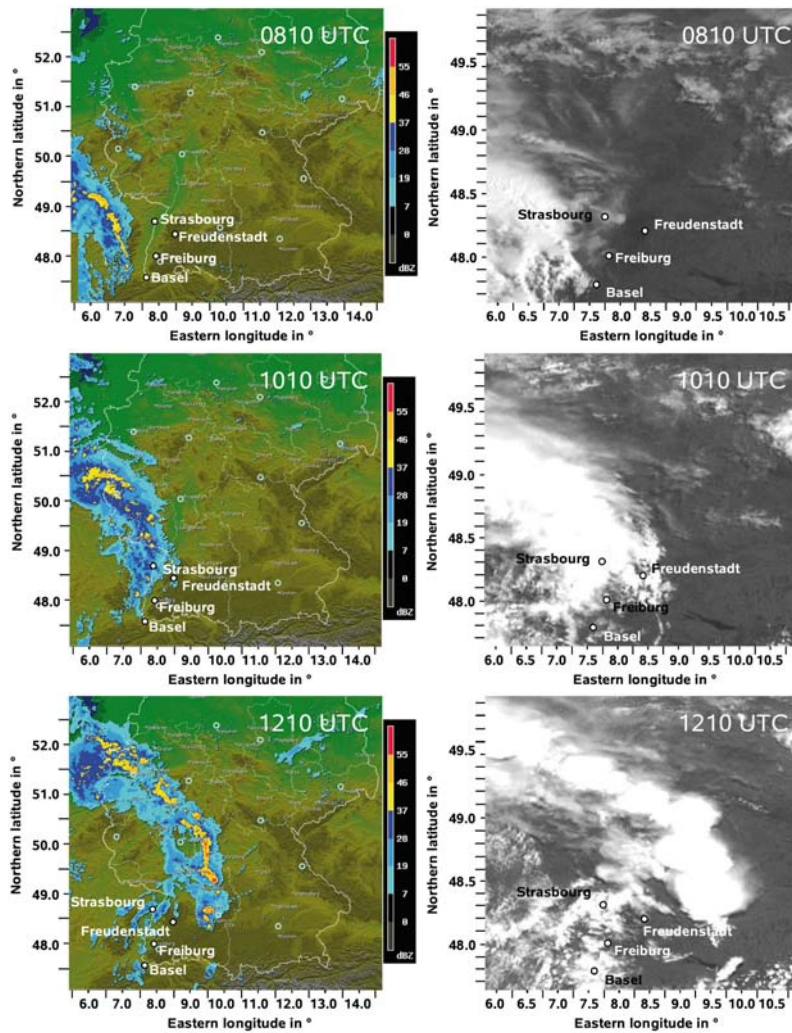 0810 UTC
Northern latitude in °
52.0
51.0
50.0
49.0
48.0
Strasbourg
Freudenstadt
Freiburg
Basel
55
46
37
28
19
7
0
dBZ
6.0 7.0 8.0 9.0 10.0 11.0 12.0 13.0 14.0
Eastern longitude in °
0810 UTC
Northern latitude in °
49.5
49.0
48.5
48.0
Strasbourg
Freudenstadt
Freiburg
Basel
6.0 6.5 7.0 7.5 8.0 8.5 9.0 9.5 10.0 10.5
Eastern longitude in °
1010 UTC
Northern latitude in °
52.0
51.0
50.0
49.0
48.0
Strasbourg
Freudenstadt
Freiburg
Basel
55
46
37
28
19
7
0
dBZ
6.0 7.0 8.0 9.0 10.0 11.0 12.0 13.0 14.0
Eastern longitude in °
1010 UTC
Northern latitude in °
49.5
49.0
48.5
48.0
Strasbourg
Freudenstadt
Freiburg
Basel
6.0 6.5 7.0 7.5 8.0 8.5 9.0 9.5 10.0 10.5
Eastern longitude in °
1210 UTC
Northern latitude in °
52.0
51.0
50.0
49.0
48.0
Strasbourg
Freudenstadt
Freiburg
Basel
55
46
37
28
19
7
0
dBZ
6.0 7.0 8.0 9.0 10.0 11.0 12.0 13.0 14.0
Eastern longitude in °
1210 UTC
Northern latitude in °
49.5
49.0
48.5
48.0
Strasbourg
Freudenstadt
Freiburg
Basel
6.0 6.5 7.0 7.5 8.0 8.5 9.0 9.5 10.0 10.5
Eastern longitude in °